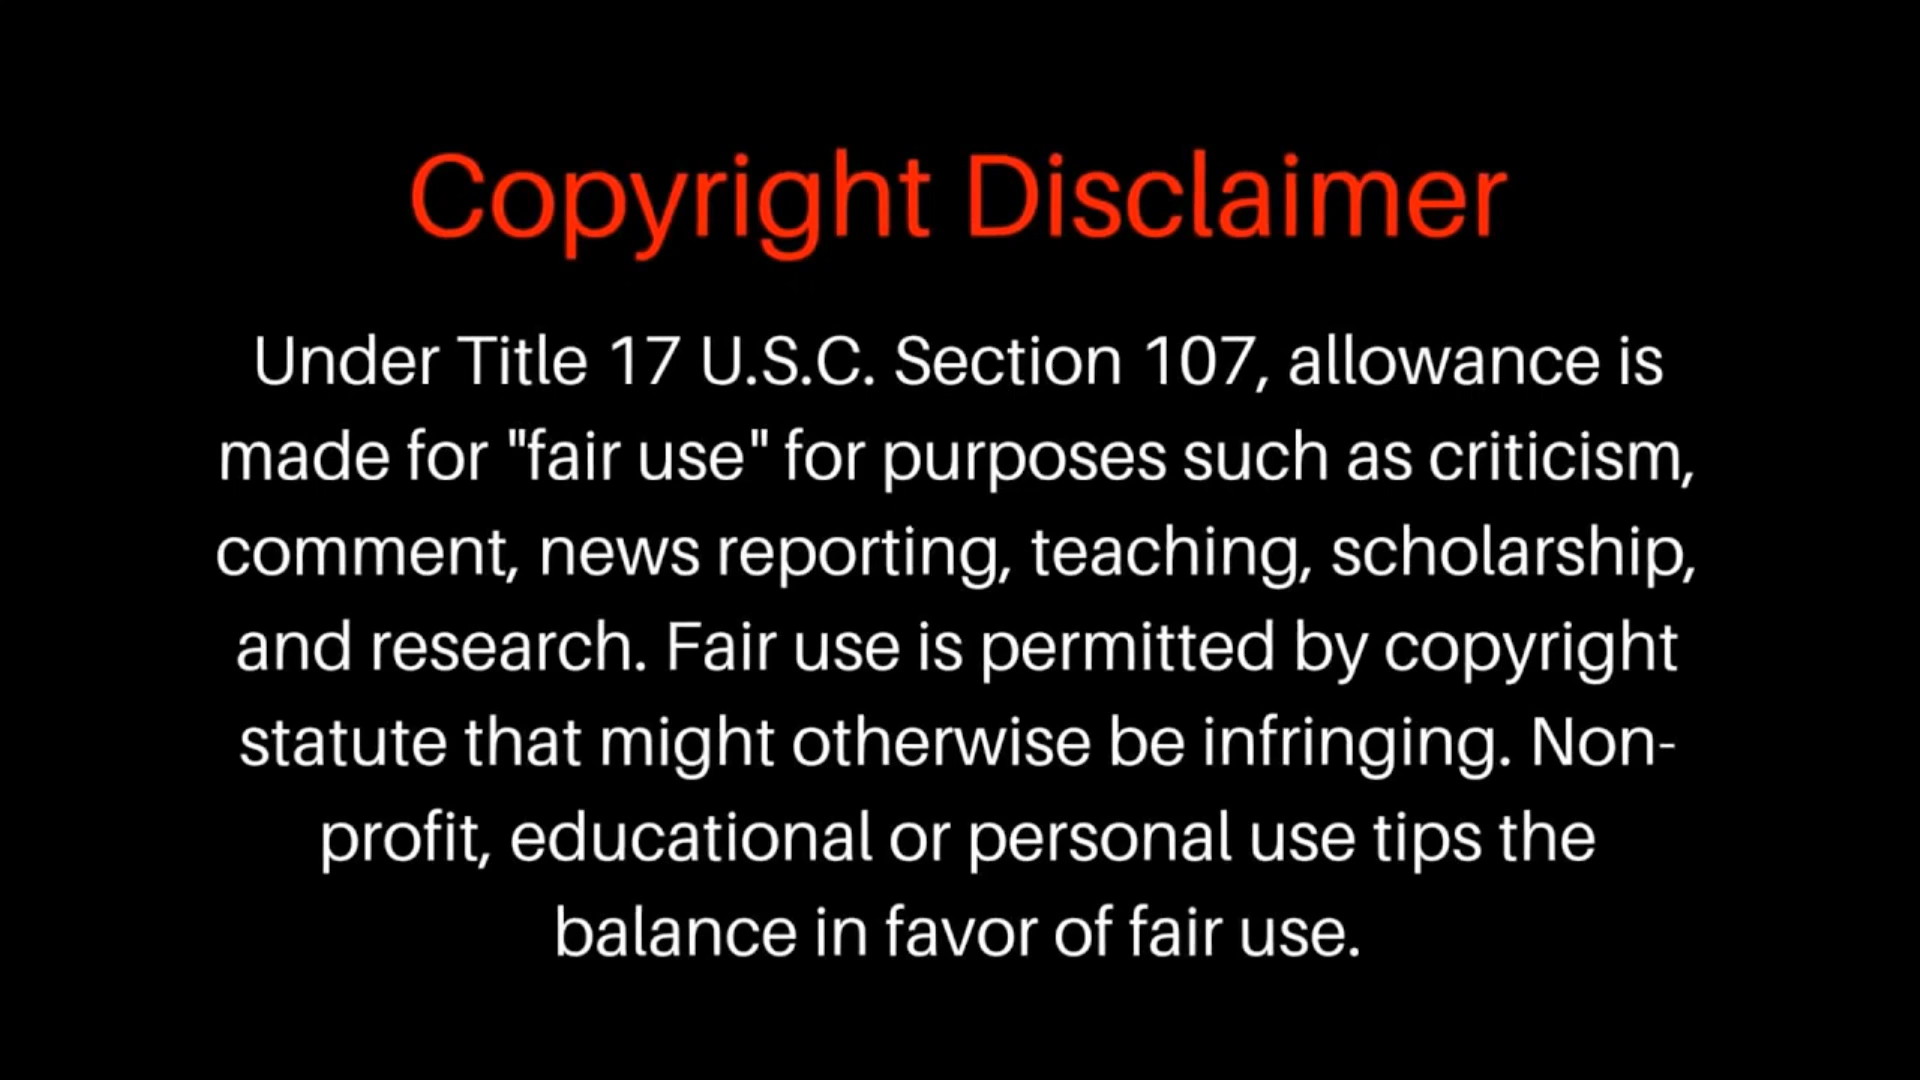 Copyright Disclaimer
Under Title 17 U.S.C. Section 107, allowance is
made for "fair use" for purposes such as criticism,
comment, news reporting, teaching, scholarship,
and research. Fair use is permitted by copyright
statute that might otherwise be infringing. Non-
profit, educational or personal use tips the
balance in favor of fair use.